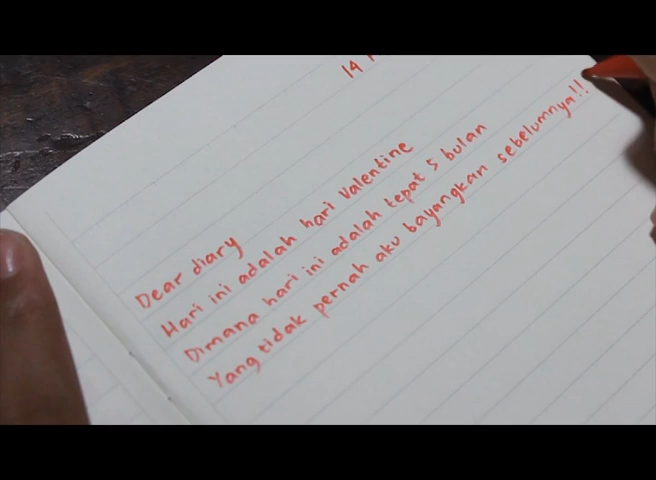 14
Dear diary
Hari ini adalah hari Valentine
Dimana hari ini adalah tepat 5 bulan
Yang tidak pernah aku bayangkan sebelumnya!!